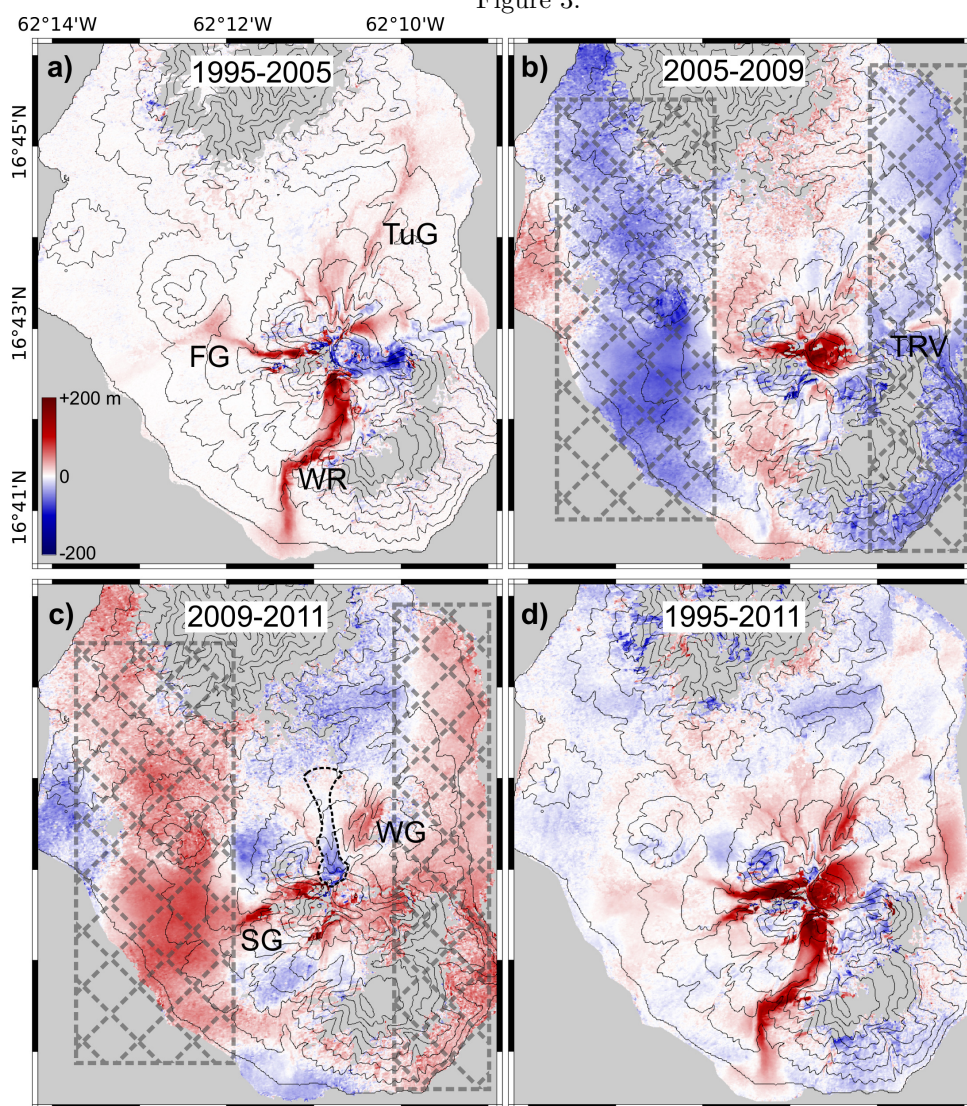 Figure 3.
62°14'W 62°12'W 62°10'W
a) 1995-2005
b) 2005-2009
16°45'N
TuG
16°43'N
FG
TRV
+200 m
0
WR
16°41'N
-200
c) 2009-2011
d) 1995-2011
WG
SG